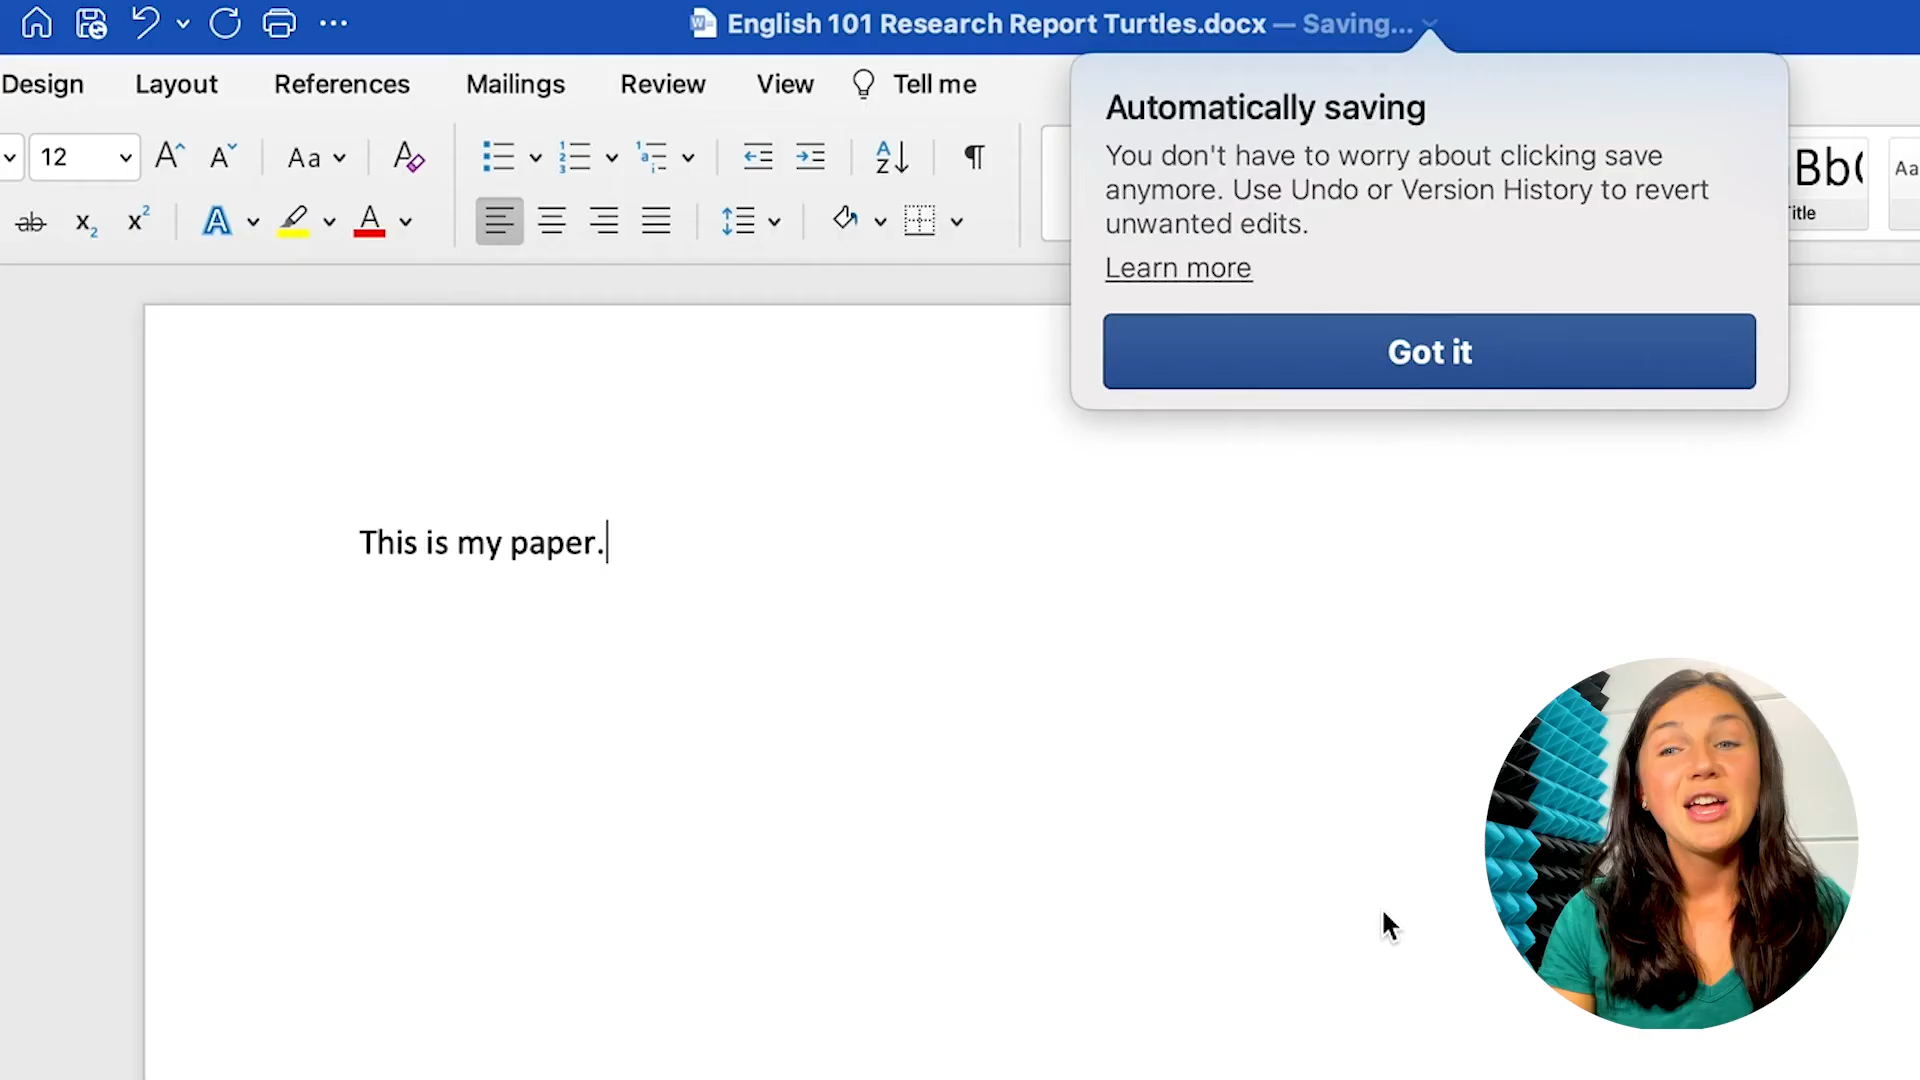 English 101 Research Report Turtles.docx — Saving...
Design Layout References Mailings Review View Tell me
12 Aa
Automatically saving
You don't have to worry about clicking save
anymore. Use Undo or Version History to revert
unwanted edits.
Learn more
Got it
This is my paper.